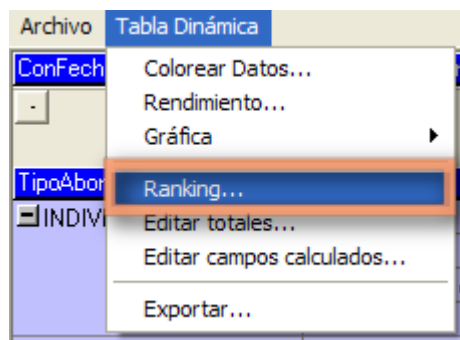 Archivo Tabla Dinámica
ConFech
Colorear Datos...
-
Rendimiento...
Gráfica
TipoAbor
Ranking...
INDIVI
Editar totales...
Editar campos calculados...
Exportar...